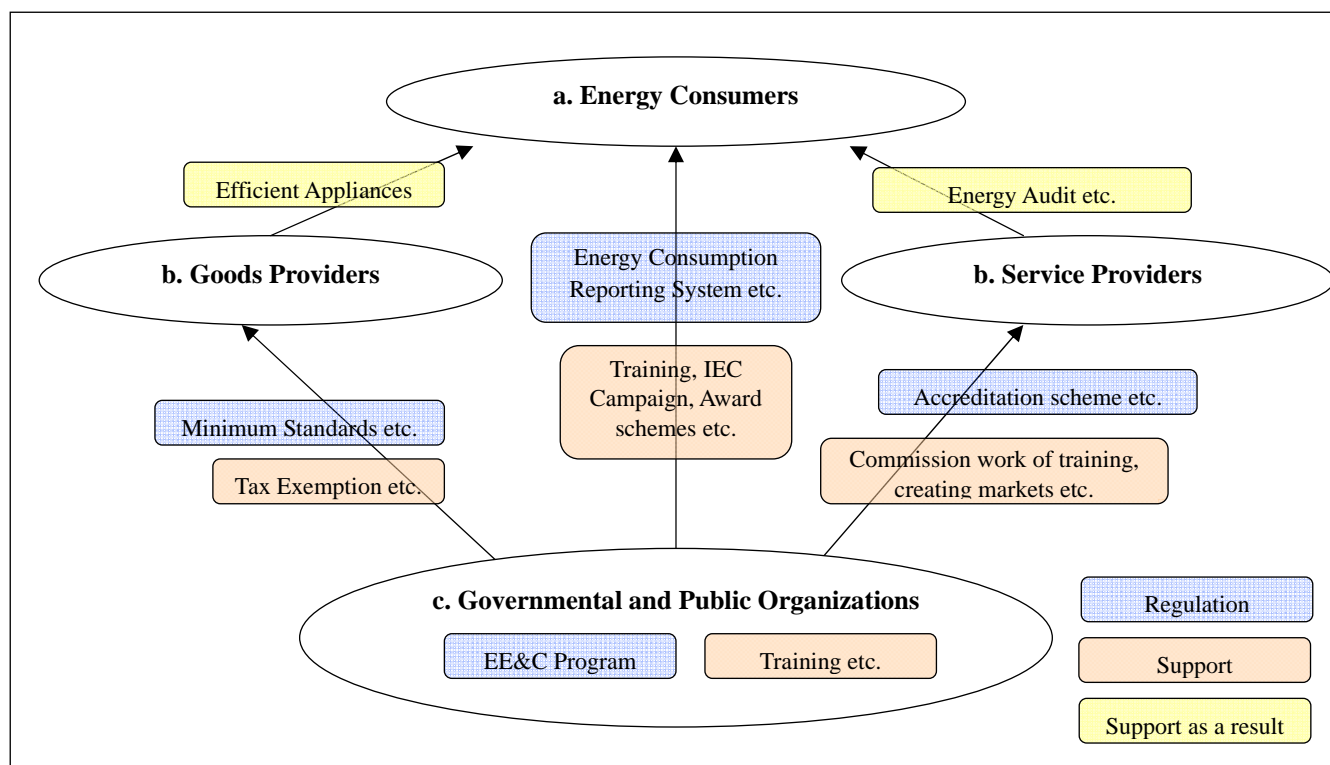 a. Energy Consumers
Efficient Appliances
Energy Audit etc.
b. Goods Providers
Energy Consumption
Reporting System etc.
b. Service Providers
Minimum Standards etc.
Tax Exemption etc.
Training, IEC
Campaign, Award
schemes etc.
Accreditation scheme etc.
Commission work of training,
creating markets etc.
c. Governmental and Public Organizations
EE&C Program
Training etc.
Regulation
Support
Support as a result